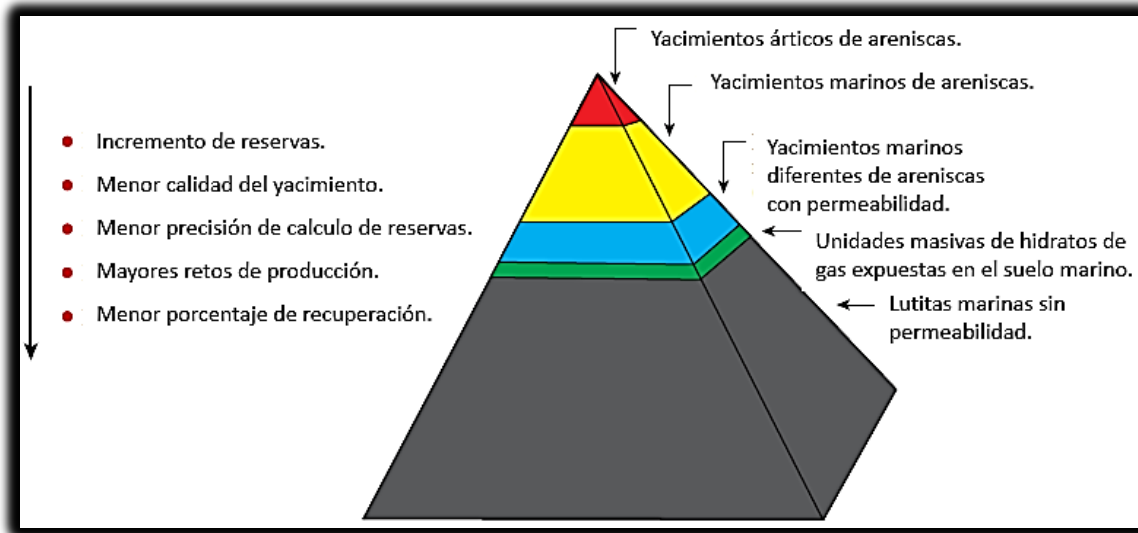 Yacimientos árticos de areniscas.
Yacimientos marinos de areniscas.
Yacimientos marinos
diferentes de areniscas
con permeabilidad.
Unidades masivas de hidratos de
gas expuestas en el suelo marino.
Lutitas marinas sin
permeabilidad.
Incremento de reservas.
Menor calidad del yacimiento.
Menor precisión de calculo de reservas.
Mayores retos de producción.
Menor porcentaje de recuperación.